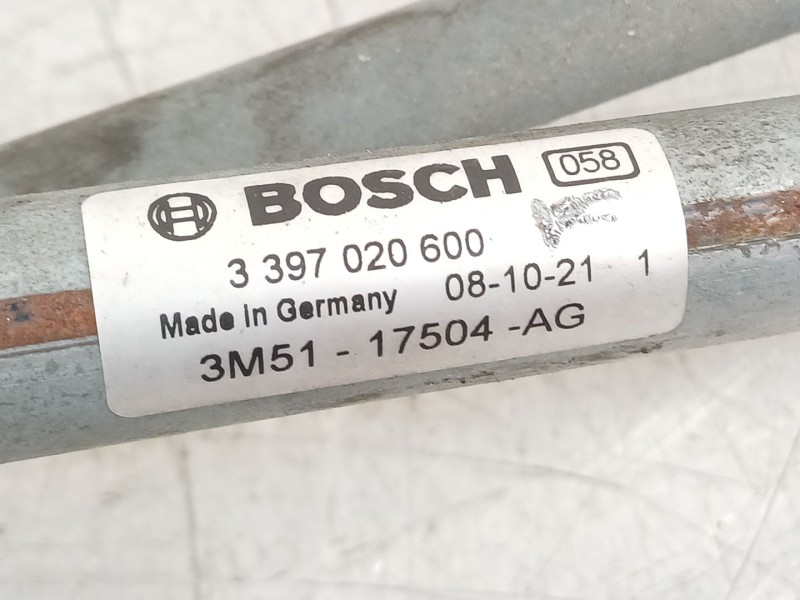 BOSCH 058
3 397 020 600
Made in Germany 08-10-21 1
3M51 - 17504 -AG